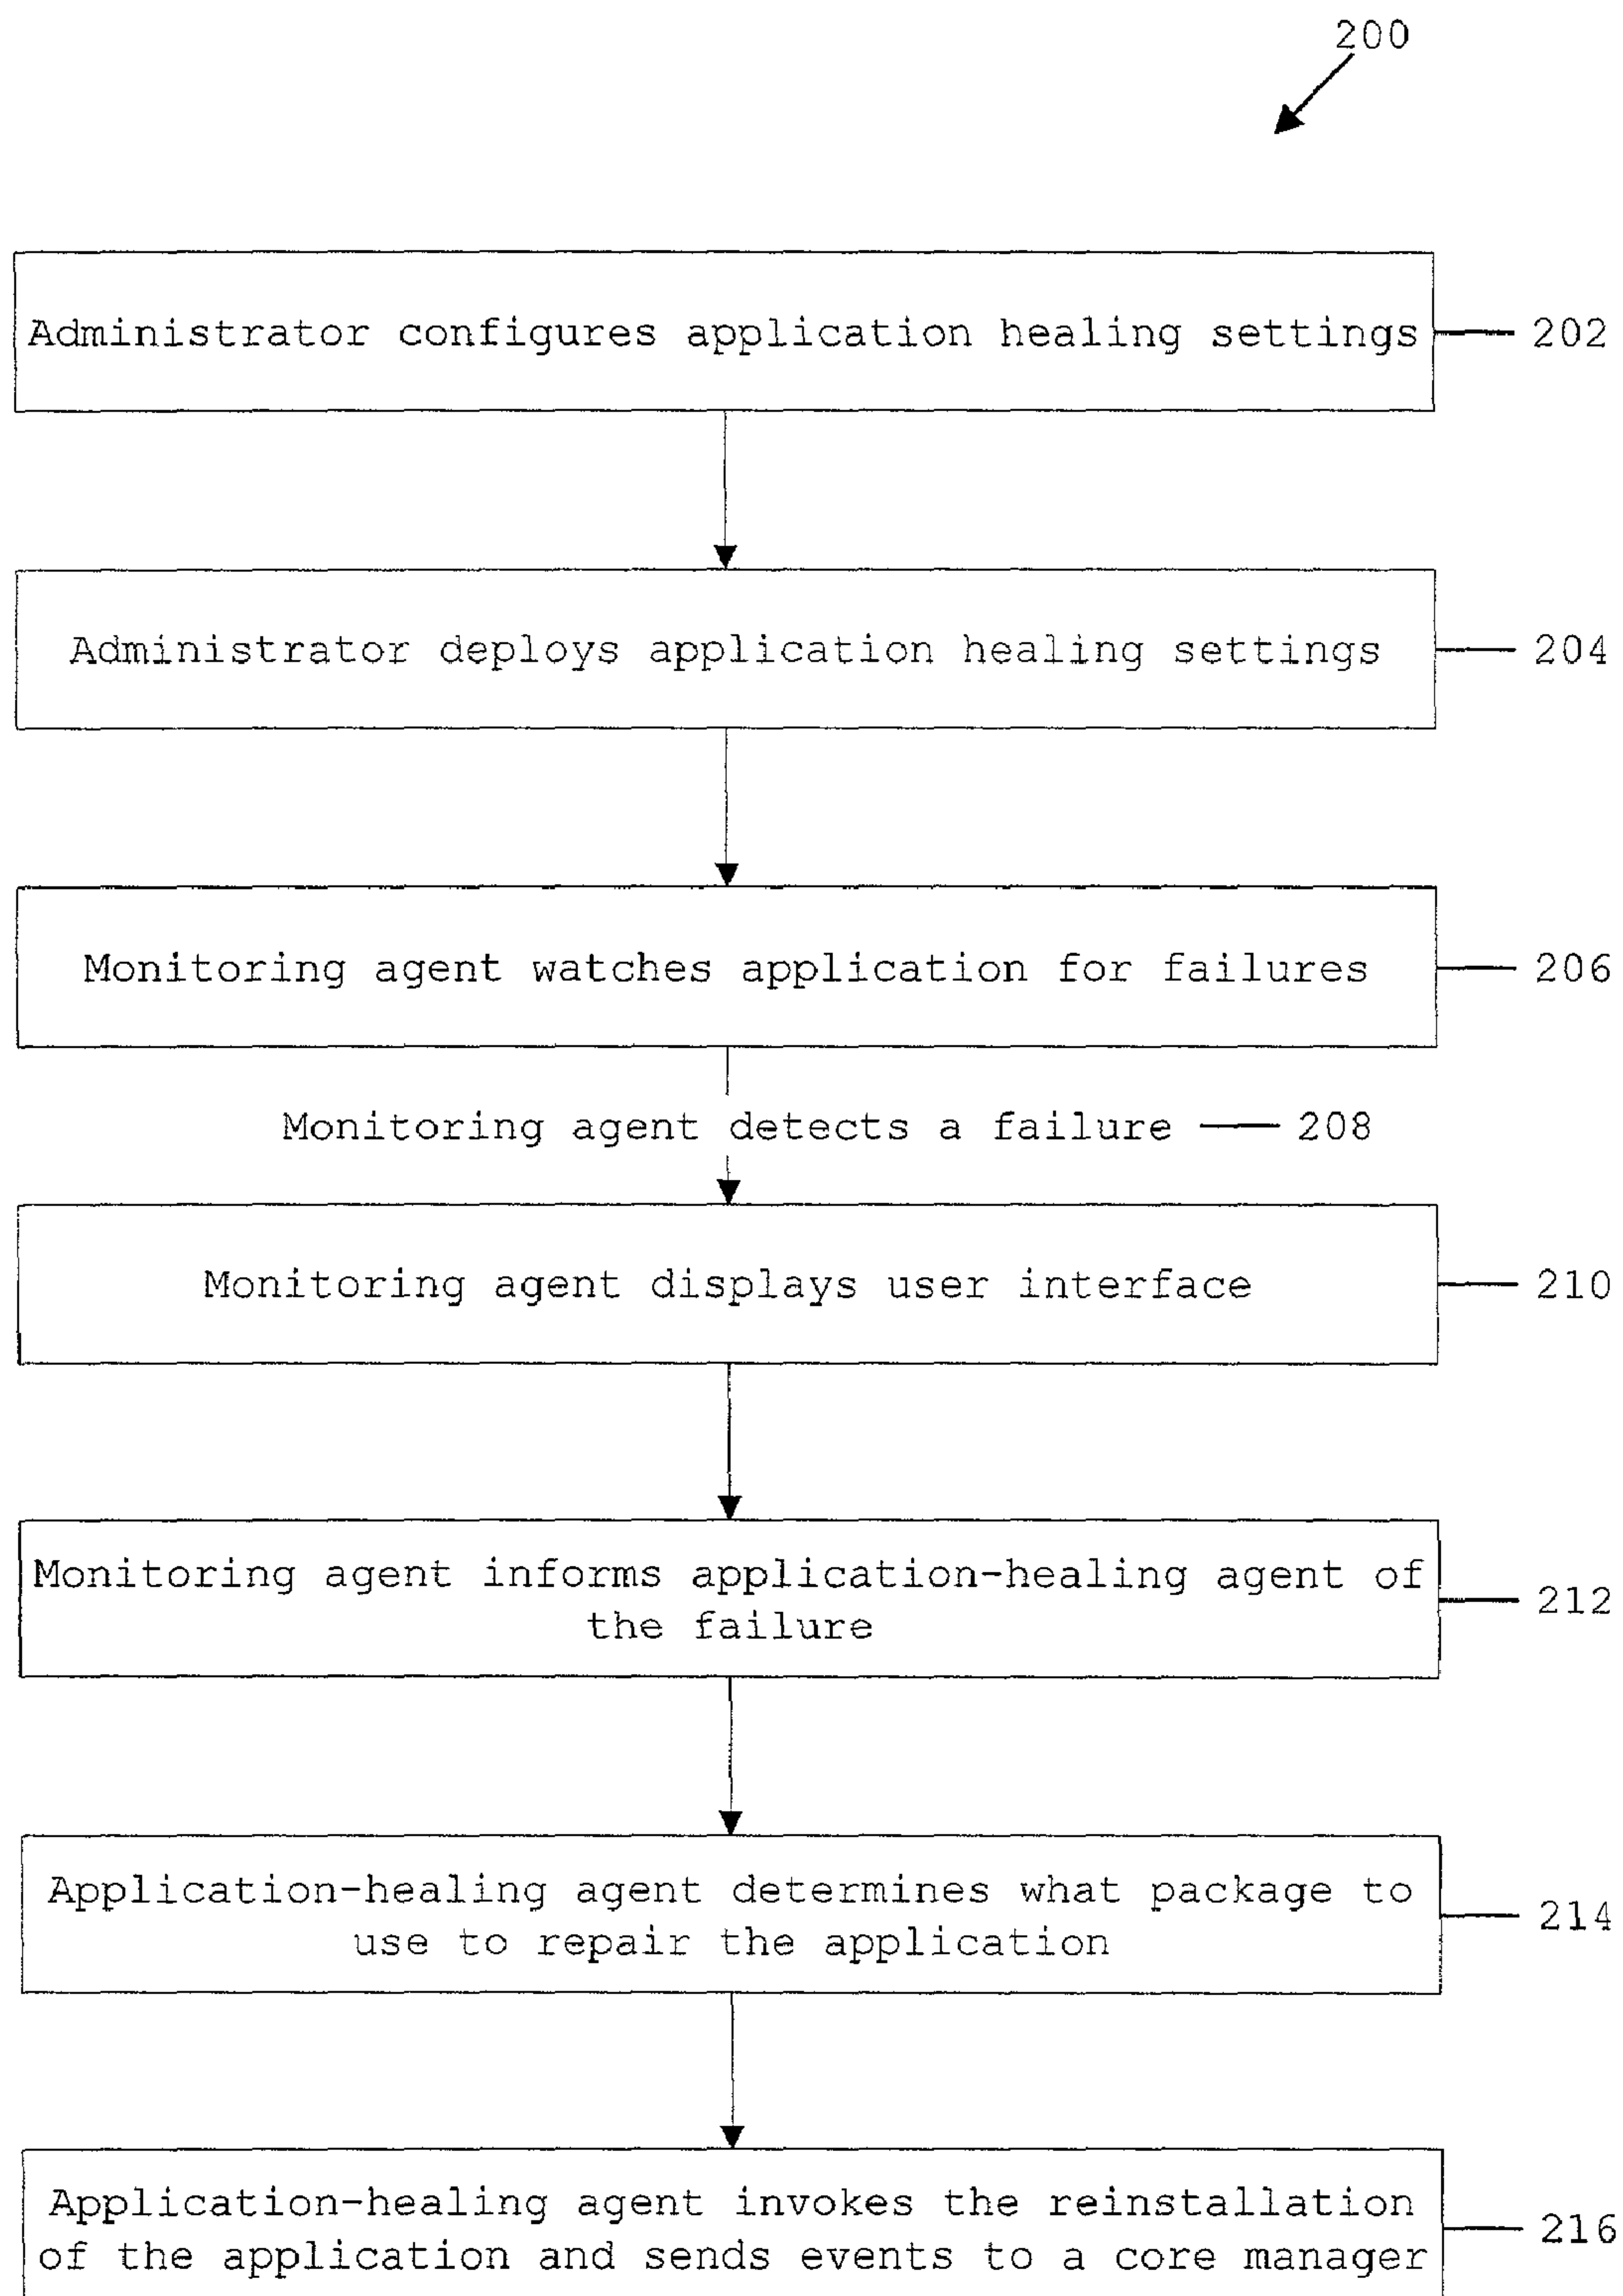 200
Administrator configures application healing settings
202
Administrator deploys application healing settings
204
Monitoring agent watches application for failures
206
Monitoring agent detects a failure
208
Monitoring agent displays user interface
210
Monitoring agent informs application-healing agent of
the failure
212
Application-healing agent determines what package to
use to repair the application
214
Application-healing agent invokes the reinstallation
of the application and sends events to a core manager
216